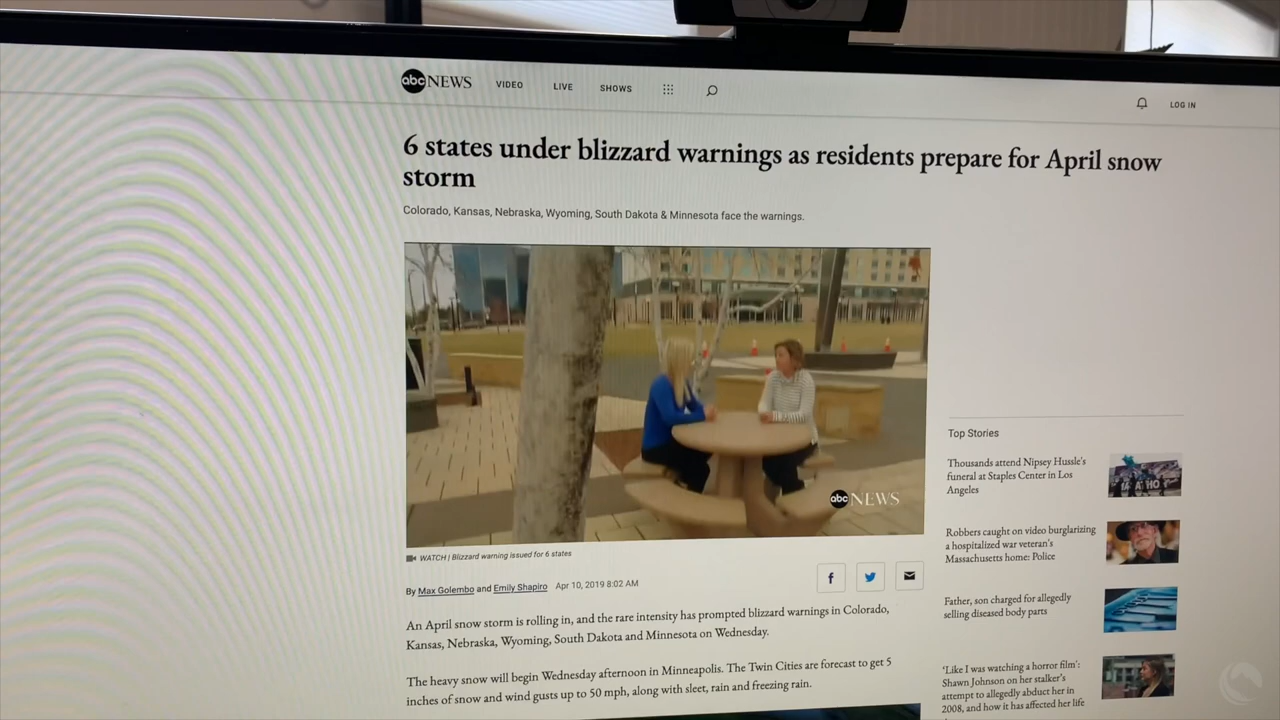 abc NEWS VIDEO LIVE SHOWS
LOG IN
6 states under blizzard warnings as residents prepare for April snow
storm
Colorado, Kansas, Nebraska, Wyoming, South Dakota & Minnesota face the warnings.
abc NEWS
WATCH | Blizzard warning issued for 6 states
By Max Golembo and Emily Shapiro Apr 10, 2019 8:02 AM
An April snow storm is rolling in, and the rare intensity has prompted blizzard warnings in Colorado,
Kansas, Nebraska, Wyoming, South Dakota and Minnesota on Wednesday.
The heavy snow will begin Wednesday afternoon in Minneapolis. The Twin Cities are forecast to get 5
inches of snow and wind gusts up to 50 mph, along with sleet, rain and freezing rain.
Top Stories
Thousands attend Nipsey Hussle's
funeral at Staples Center in Los
Angeles
Robbers caught on video burglarizing
a hospitalized war veteran's
Massachusetts home: Police
Father, son charged for allegedly
selling diseased body parts
'Like I was watching a horror film':
Shawn Johnson on her stalker's
attempt to allegedly abduct her in
2008, and how it has affected her life